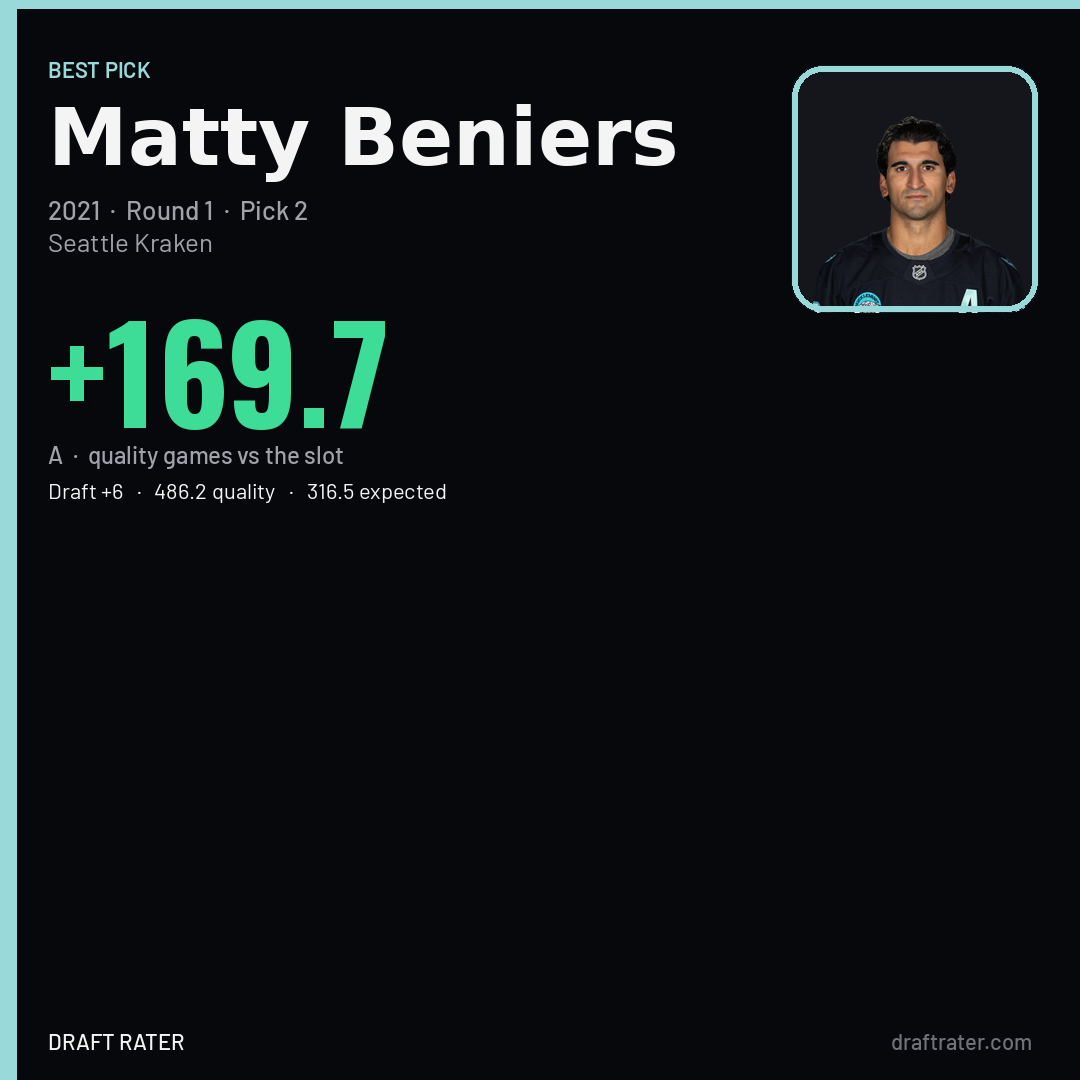 BEST PICK
Matty Beniers
2021 · Round 1 · Pick 2
Seattle Kraken
+169.7
A · quality games vs the slot
Draft +6 · 486.2 quality · 316.5 expected
A
DRAFT RATER
draftrater.com